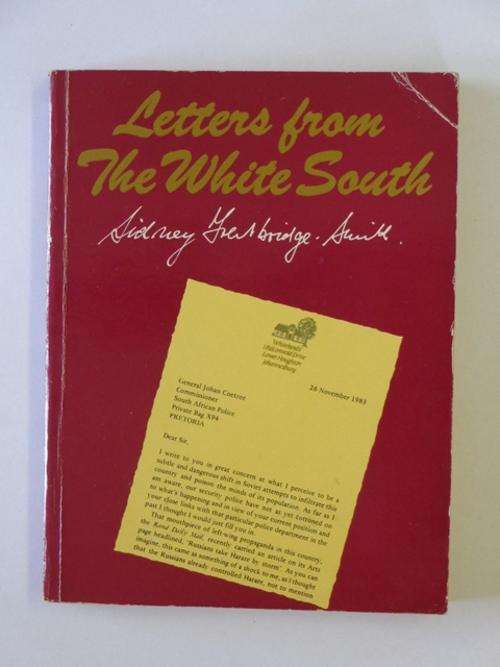 Letters from
The White South
Sidney Frettbridge-Smith.
Whitelands
Lower Houghton
Johannesburg
26 November 1983
General Johan Coetzee
Commissioner
South African Police
Private Bag X94
PRETORIA
Dear Sir,
I write to you in great concern at what I perceive to be a
subtle and dangerous shift in Soviet attempts to infiltrate this
country and poison the minds of its population. As far as I
am aware, our security police have not as yet cottoned on
to what's happening and in view of your current position and
your close links with that particular police department in the
past I thought I would just fill you in.
That mouthpiece of left-wing propaganda in this country,
the Rand Daily Mail, recently carried an article on its Arts
page headlined, 'Russians take Harare by storm'. As you can
imagine, this came as something of a shock to me, as I thought
that the Russians already controlled Harare, not to mention